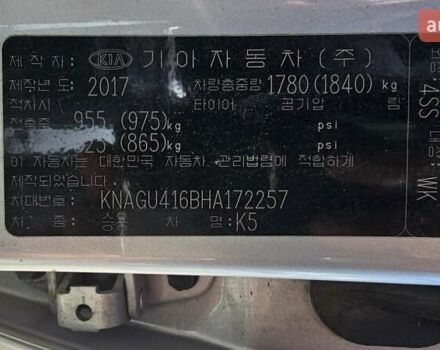 제작자: KIA 기아자동차(주)
제작년도: 2017 차량총중량 1780(1840)kg
적차시 타이어 공기압
전축중 955(975)kg psi
(865)kg psi
이 자동차는 대한민국 자동차 관리법령에 적합하게
제작되었습니다
차대번호: KNAGU416BHA172257
차종: 승용 차명: K5
4SS
WK
au